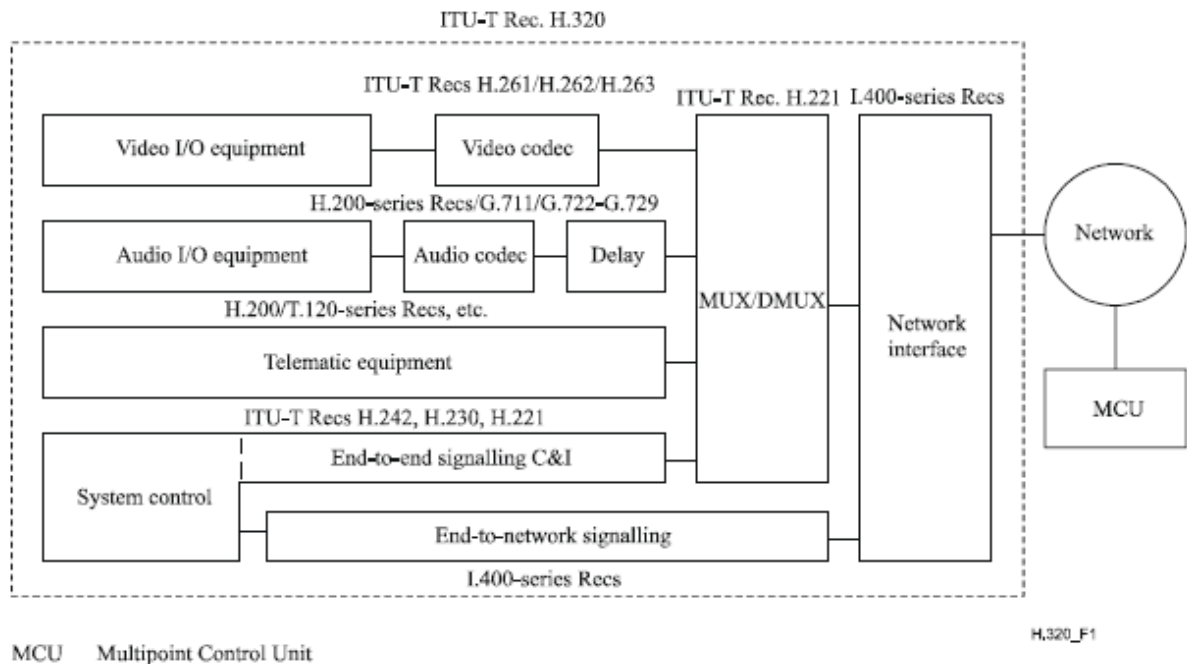 ITU-T Rec. H.320
ITU-T Recs H.261/H.262/H.263
ITU-T Rec. H.221
I.400-series Recs
Video I/O equipment
Video codec
H.200-series Recs/G.711/G.722-G.729
Audio I/O equipment
Audio codec
Delay
MUX/DMUX
Network interface
Network
H.200/T.120-series Recs, etc.
Telematic equipment
MCU
ITU-T Recs H.242, H.230, H.221
End-to-end signalling C&I
System control
End-to-network signalling
I.400-series Recs
H.320_F1
MCU Multipoint Control Unit